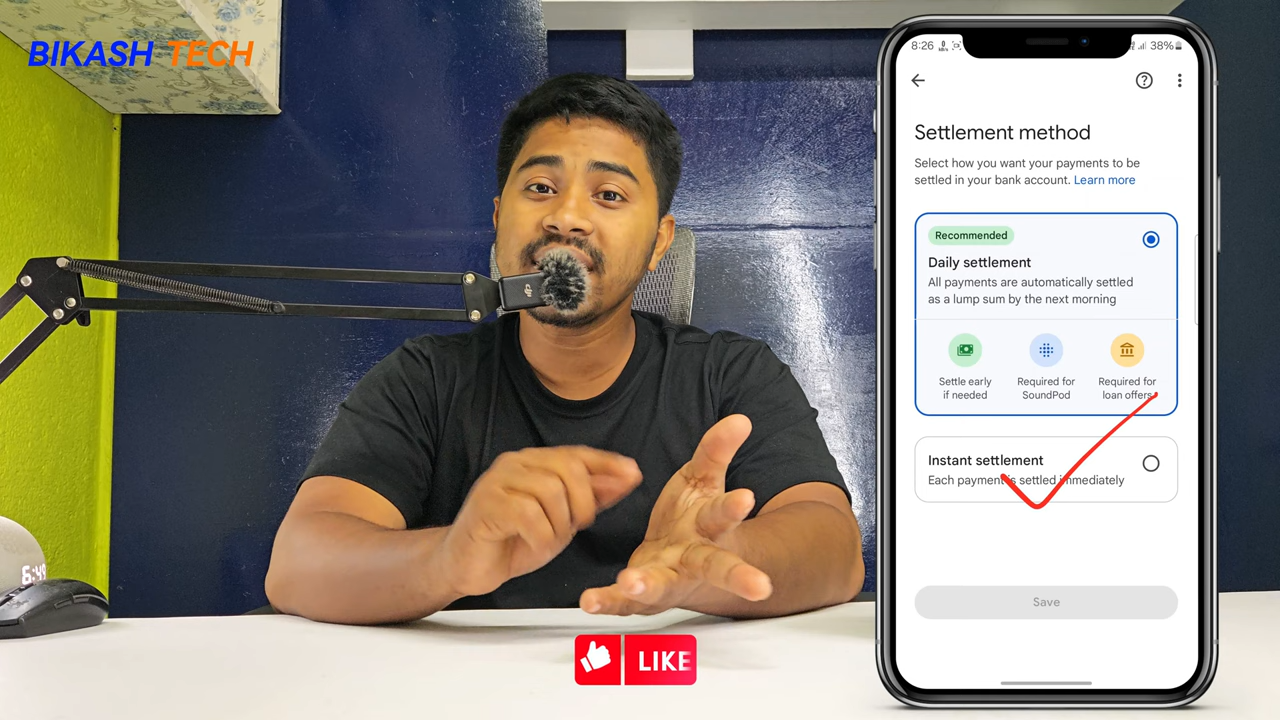 BIKASH TECH
8:26
38%
Settlement method
Select how you want your payments to be
settled in your bank account. Learn more
Recommended
Daily settlement
All payments are automatically settled
as a lump sum by the next morning
Settle early
if needed
Required for
SoundPod
Required for
loan offers
Instant settlement
Each payment is settled immediately
Save
6:49
LIKE